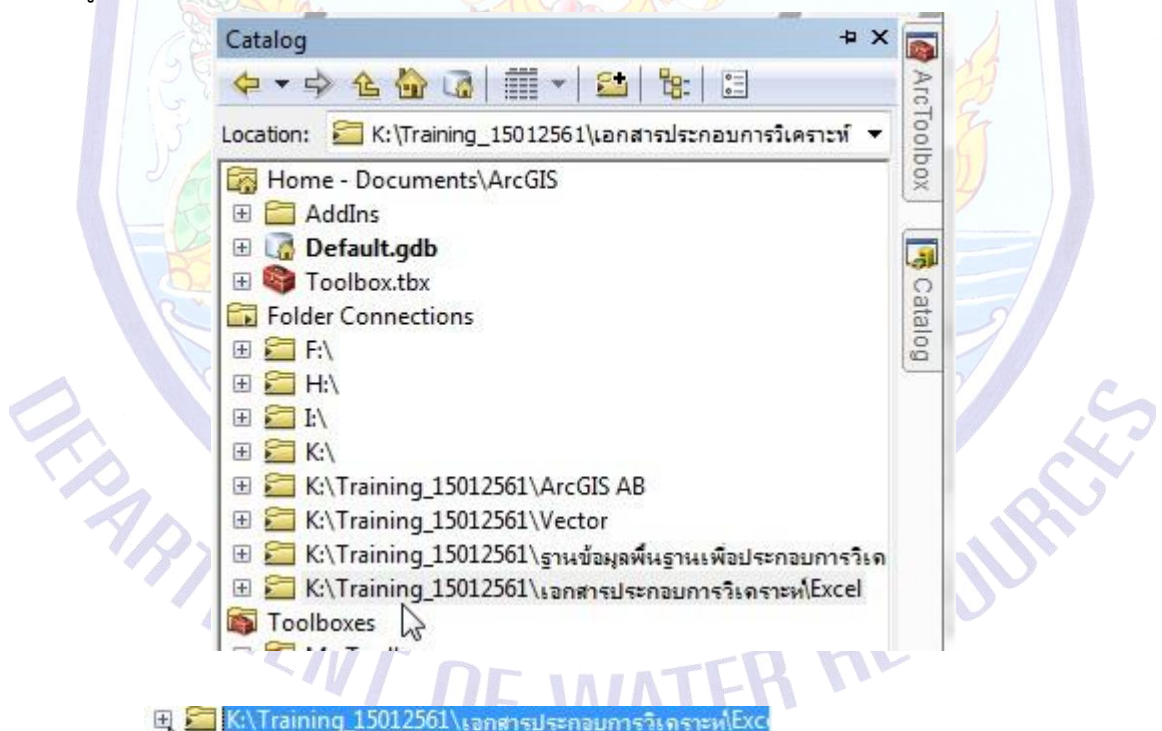 Catalog
Location: K:\Training_15012561\เอกสารประกอบการวิเคราะห์
Home - Documents\ArcGIS
AddIns
Default.gdb
Toolbox.tbx
Folder Connections
F:\
H:\
I:\
K:\
K:\Training_15012561\ArcGIS AB
K:\Training_15012561\Vector
K:\Training_15012561\ฐานข้อมูลพื้นฐานเพื่อประกอบการวิเค
K:\Training_15012561\เอกสารประกอบการวิเคราะห์\Excel
Toolboxes
ArcToolbox
Catalog
K:\Training_15012561\เอกสารประกอบการวิเคราะห์\Exc
DEPARTMENT OF WATER RESOURCES